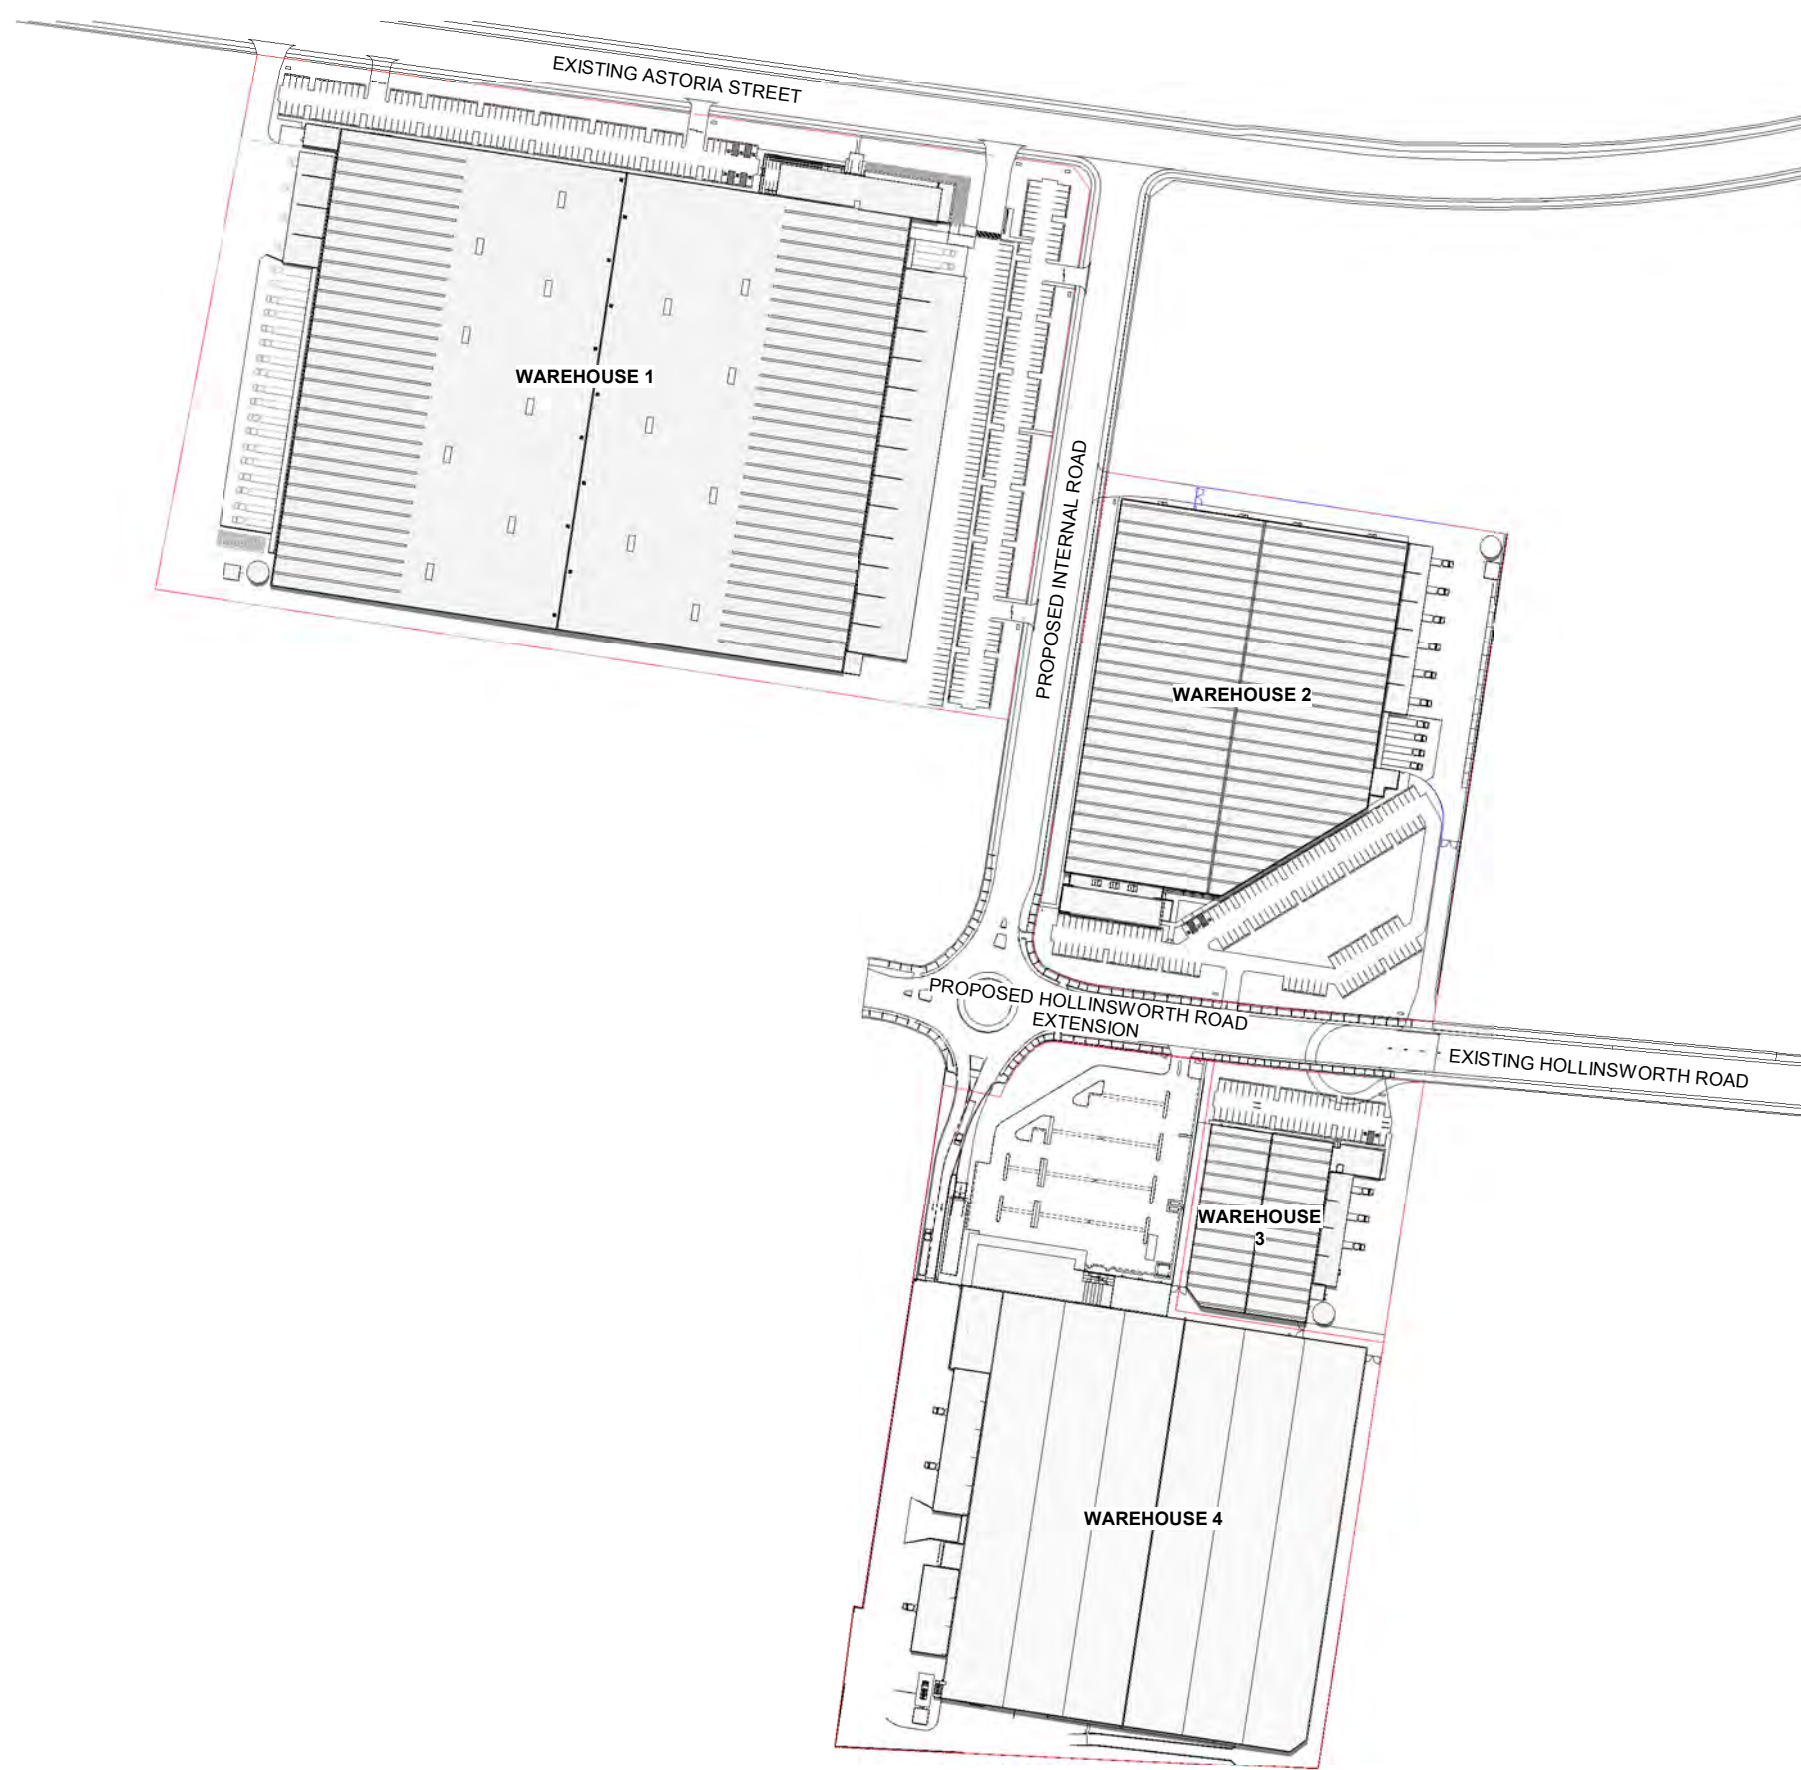 EXISTING ASTORIA STREET
WAREHOUSE 1
PROPOSED INTERNAL ROAD
WAREHOUSE 2
PROPOSED HOLLINSWORTH ROAD
EXTENSION
EXISTING HOLLINSWORTH ROAD
WAREHOUSE
3
WAREHOUSE 4